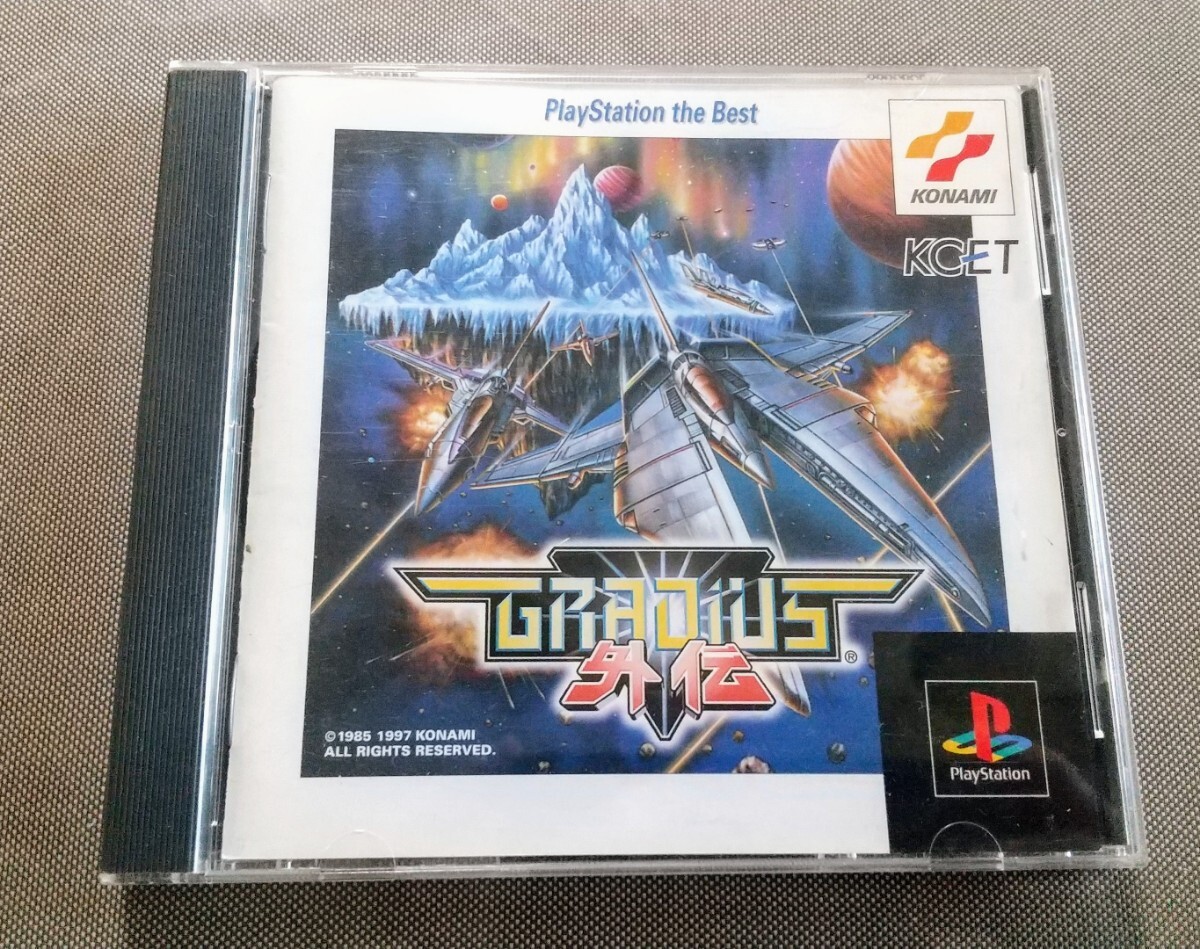 PlayStation the Best
KONAMI
KCET
GRADIUS
®
外伝
©1985 1997 KONAMI
ALL RIGHTS RESERVED.
PlayStation